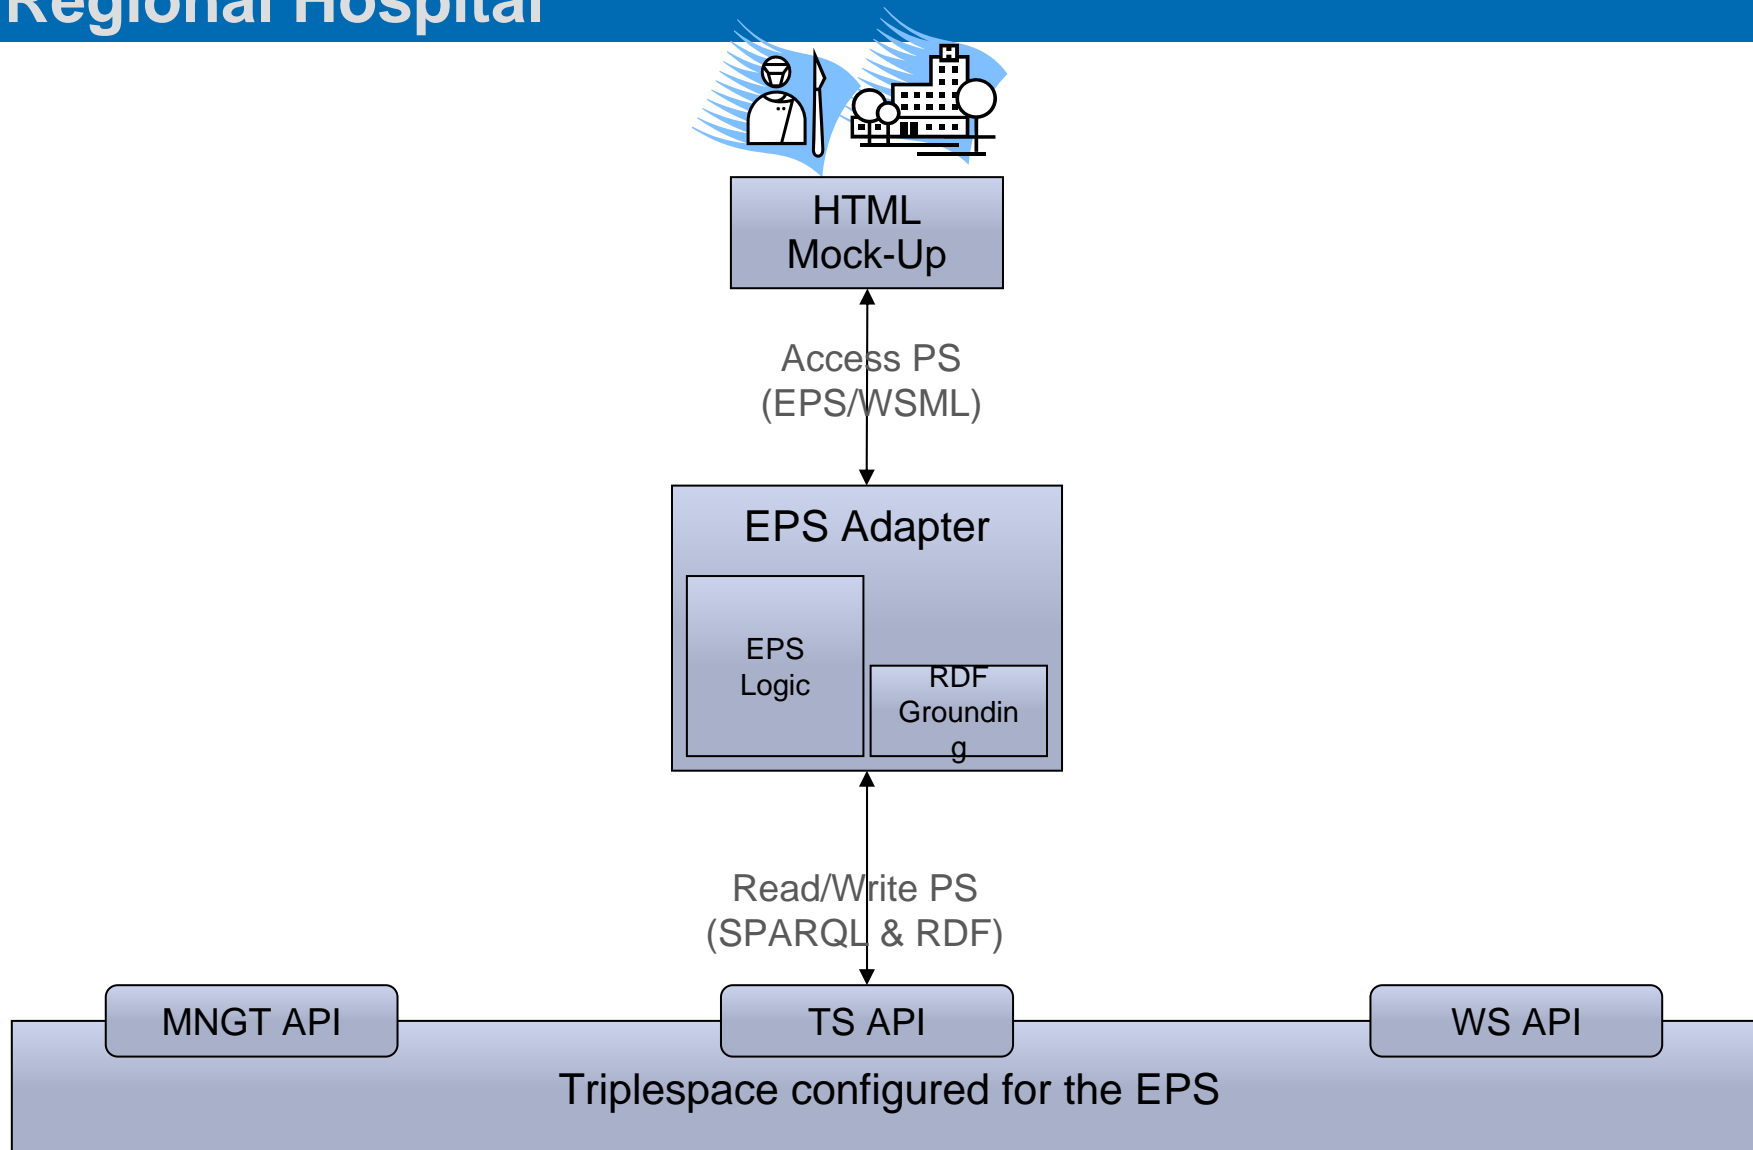 Regional Hospital
HTML
Mock-Up
Access PS
(EPS/WSML)
EPS Adapter
EPS
Logic
RDF
Groundin
g
Read/Write PS
(SPARQL & RDF)
MNGT API
TS API
WS API
Triplespace configured for the EPS